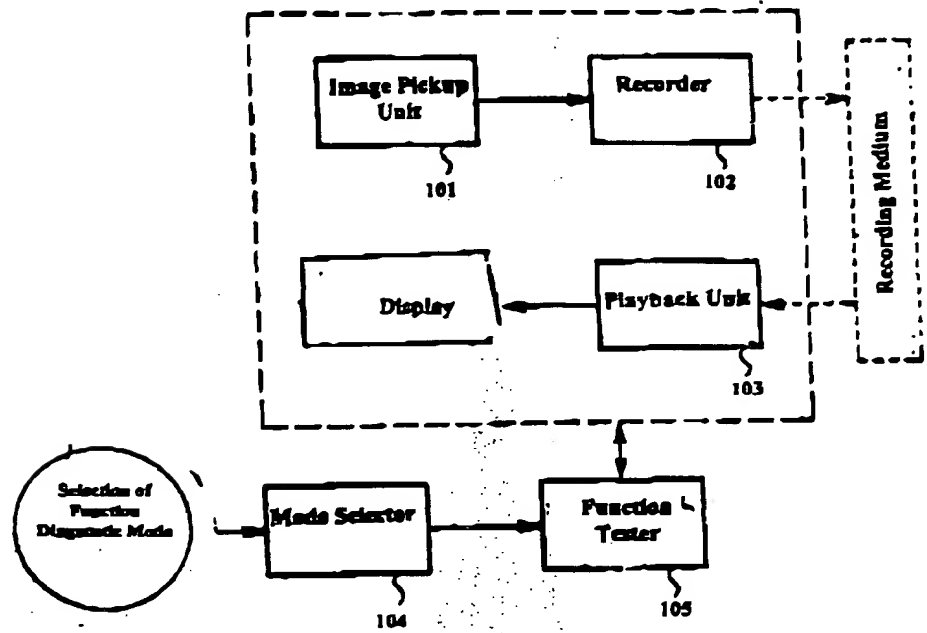 Image Pickup
Unit
101
Recorder
102
Recording Medium
Display
Playback Unit
103
Selection of
Function
Diagnostic Mode
Mode Selector
104
Function
Tester
105